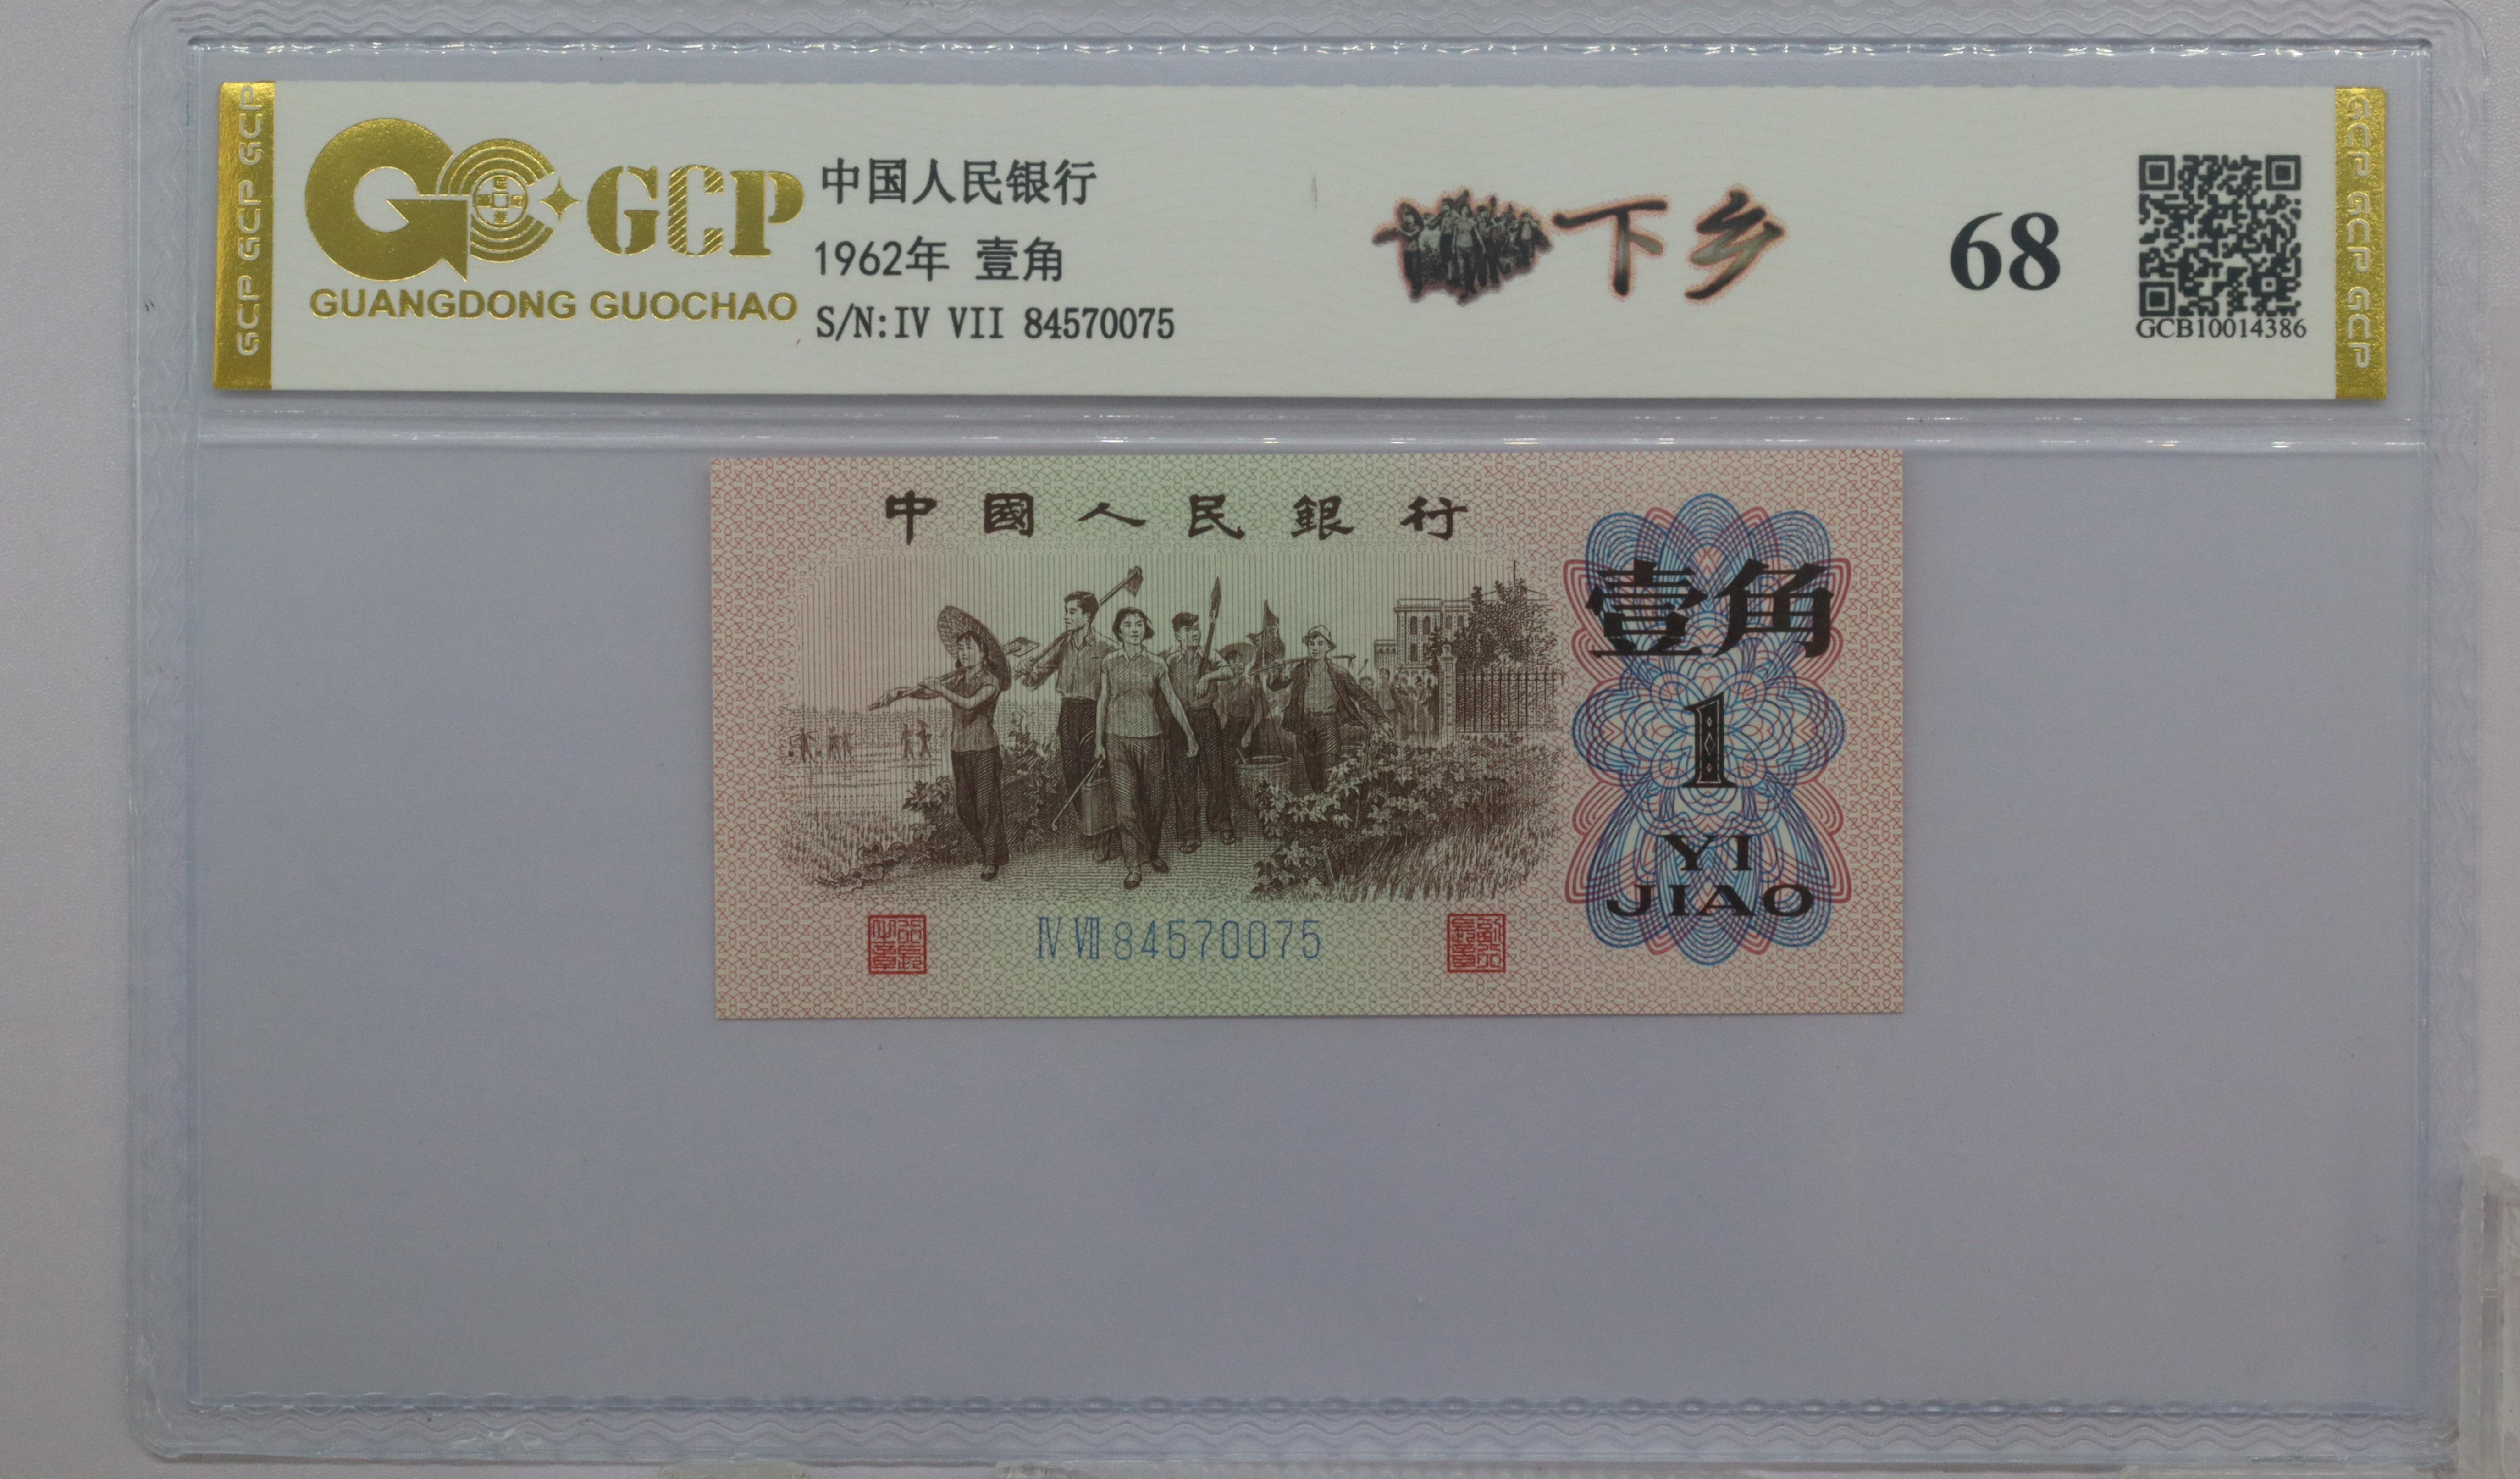 GCP GCP GCP
GCP
GUANGDONG GUOCHAO
中国人民银行
1962年 壹角
S/N:IV VII 84570075
下乡
68
GCB10014386
GCP GCP GCP
中國人民銀行
壹角
1
YI
JIAO
IV VII 84570075